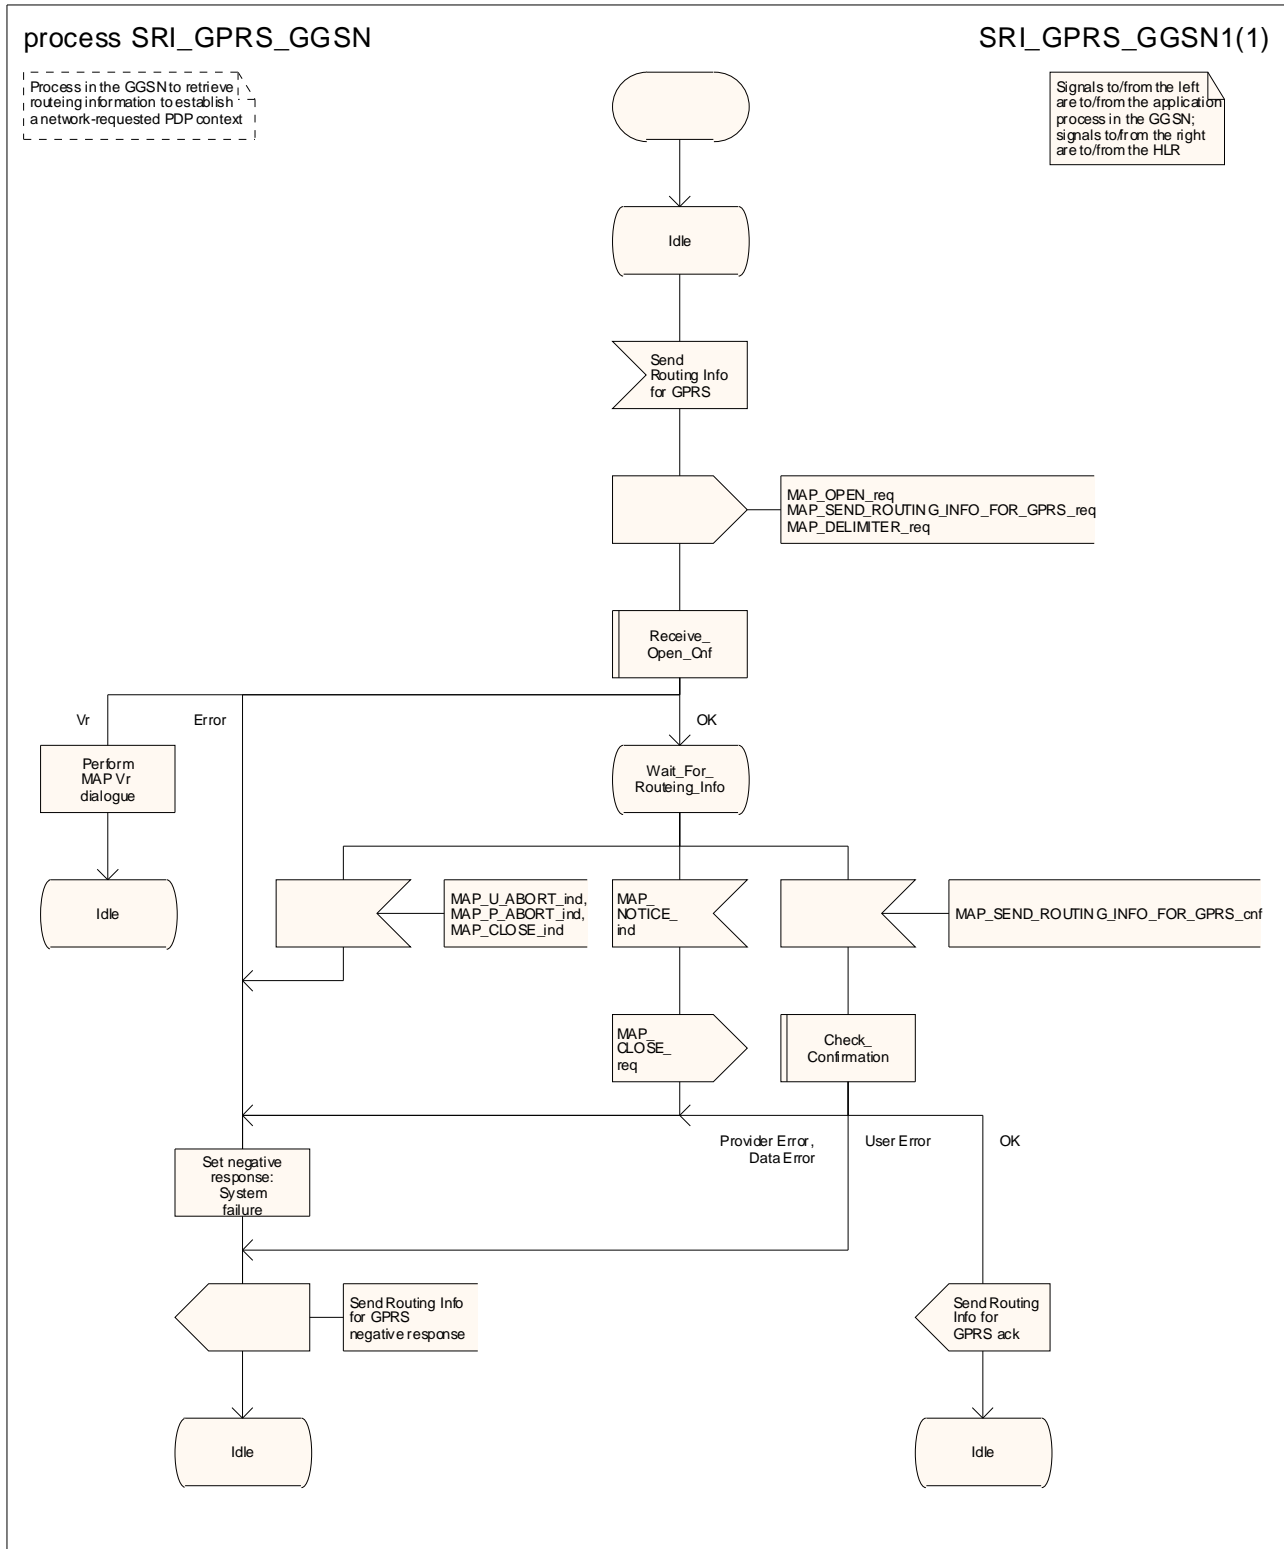 process SRI_GPRS_GGSN
SRI_GPRS_GGSN1(1)
Process in the GGSN to retrieve
routeing information to establish
a network-requested PDP context
Signals to/from the left
are to/from the application
process in the GGSN;
signals to/from the right
are to/from the HLR
Idle
Send
Routing Info
for GPRS
MAP_OPEN_req
MAP_SEND_ROUTING_INFO_FOR_GPRS_req
MAP_DELIMITER_req
Receive_
Open_Cnf
Vr
Error
OK
Perform
MAP Vr
dialogue
Wait_For_
Routeing_Info
Idle
MAP_U_ABORT_ind,
MAP_P_ABORT_ind,
MAP_CLOSE_ind
MAP_
NOTICE_
ind
MAP_SEND_ROUTING_INFO_FOR_GPRS_cnf
MAP_
CLOSE_
req
Check_
Confirmation
Provider Error,
Data Error
User Error
OK
Set negative
response:
System
failure
Send Routing Info
for GPRS
negative response
Send Routing
Info for
GPRS ack
Idle
Idle